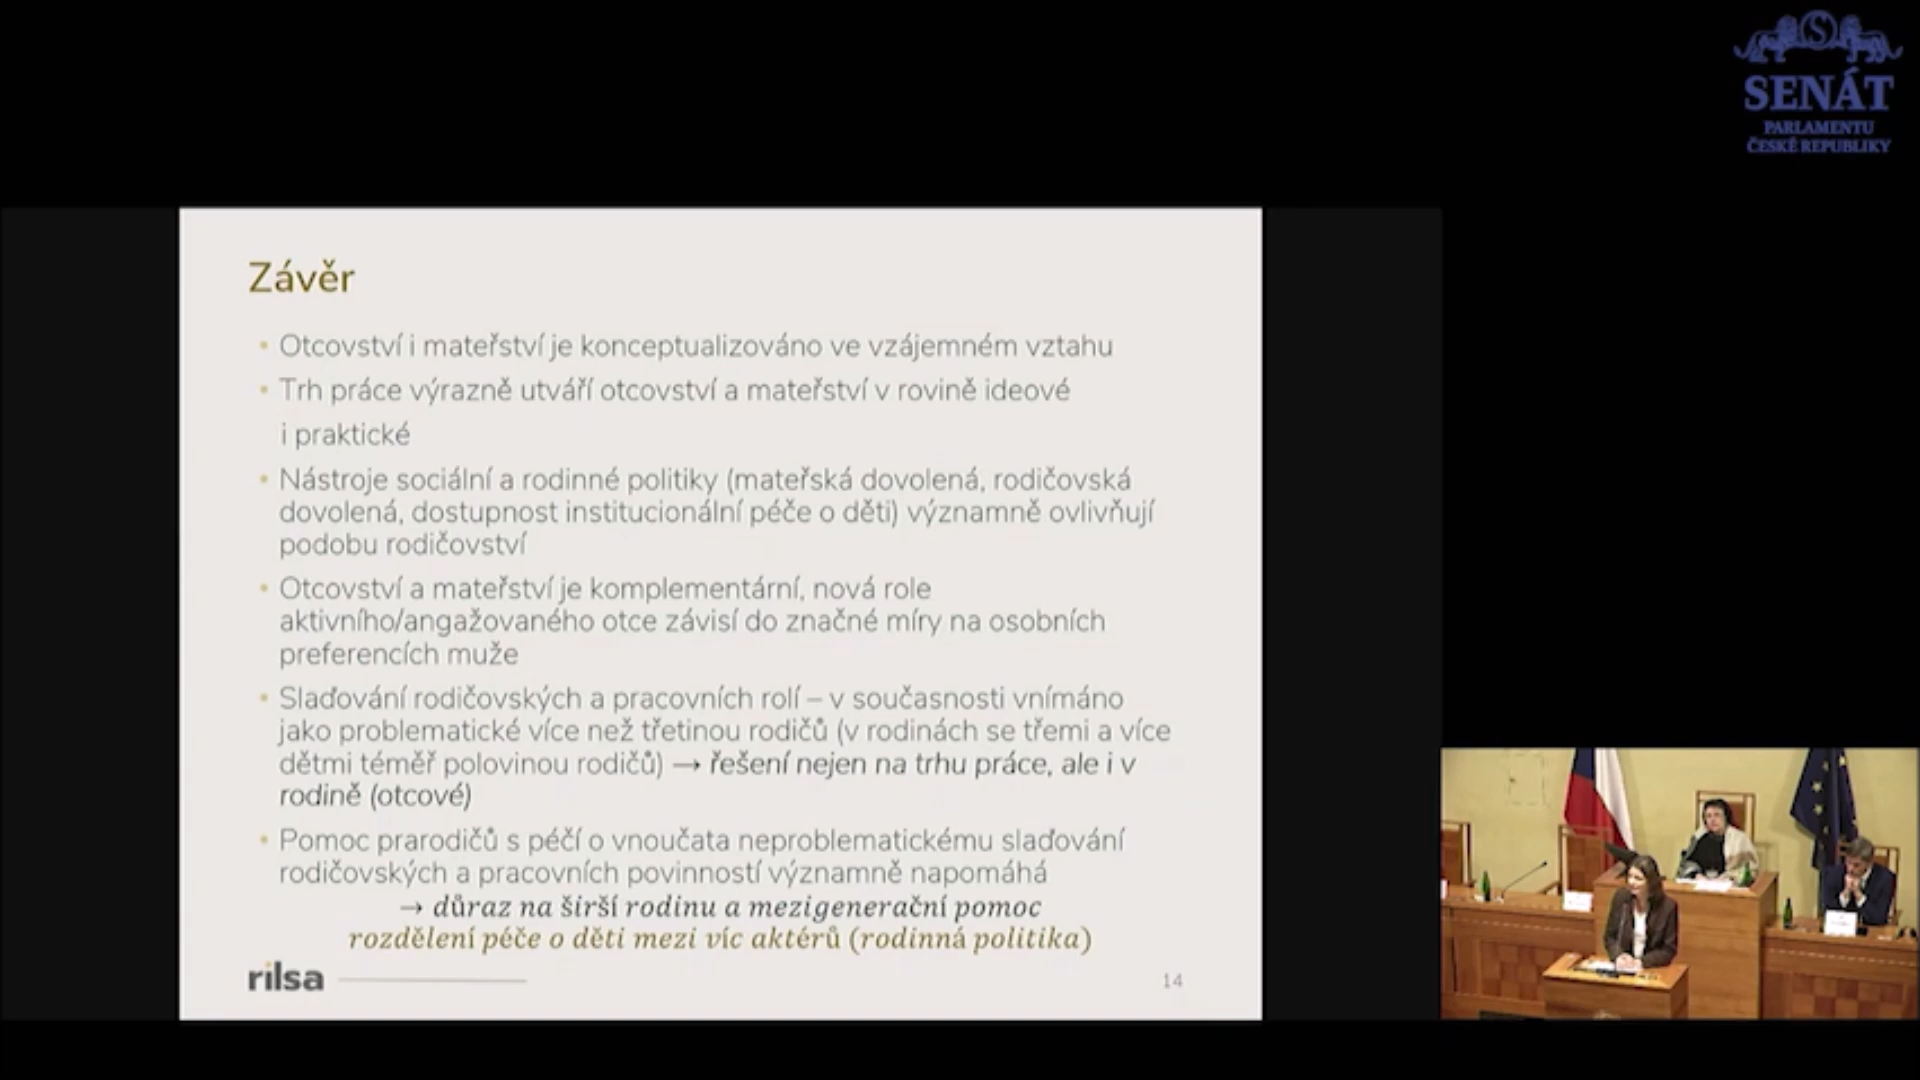 SENÁT
PARLAMENTU
ČESKÉ REPUBLIKY
Závěr
• Otcovství i mateřství je konceptualizováno ve vzájemném vztahu
• Trh práce výrazně utváří otcovství a mateřství v rovině ideové
i praktické
• Nástroje sociální a rodinné politiky (mateřská dovolená, rodičovská
dovolená, dostupnost institucionální péče o děti) významně ovlivňují
podobu rodičovství
• Otcovství a mateřství je komplementární, nová role
aktivního/angažovaného otce závisí do značné míry na osobních
preferencích muže
• Slaďování rodičovských a pracovních rolí – v současnosti vnímáno
jako problematické více než třetinou rodičů (v rodinách se třemi a více
dětmi téměř polovinou rodičů) → řešení nejen na trhu práce, ale i v
rodině (otcové)
• Pomoc prarodičů s péčí o vnoučata neproblematickému slaďování
rodičovských a pracovních povinností významně napomáhá
→ důraz na širší rodinu a mezigenerační pomoc
rozdělení péče o děti mezi víc aktérů (rodinná politika)
rilsa
14